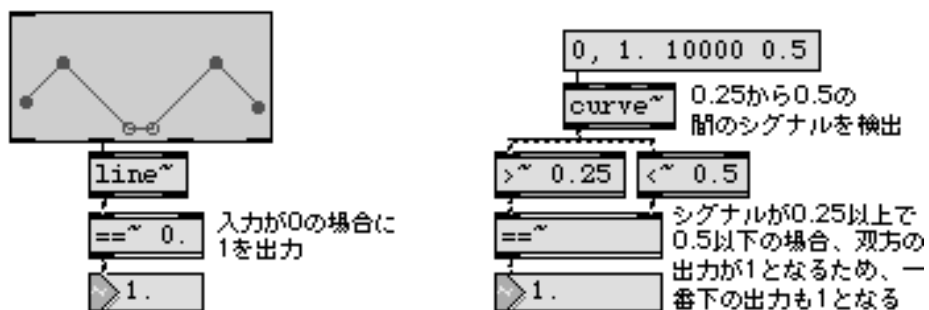 line~
==~ 0.
入力が0の場合に
1を出力
1.
0, 1. 10000 0.5
curve~
0.25から0.5の
間のシグナルを検出
>~ 0.25
<~ 0.5
==~
シグナルが0.25以上で
0.5以下の場合、双方の
出力が1となるため、一
番下の出力も1となる
~
1.